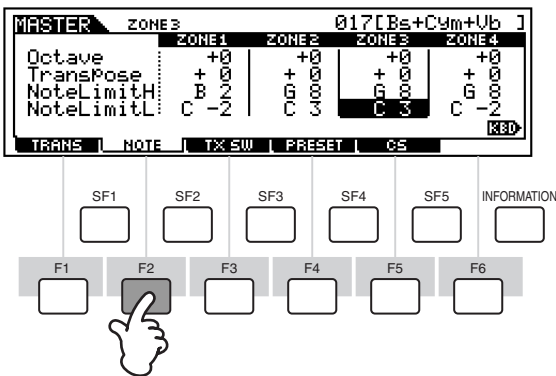 MASTER ZONE3 017[Bs+Cym+Vb ]
ZONE1 ZONE2 ZONE3 ZONE4
Octave +0 +0 +0 +0
Transpose + 0 + 0 + 0 + 0
NoteLimitH: B 2 G 8 G 8 G 8
NoteLimitL: C -2 C 3 C 3 C -2
KBD
TRANS NOTE TX SW PRESET CS
SF1 SF2 SF3 SF4 SF5 INFORMATION
F1 F2 F3 F4 F5 F6